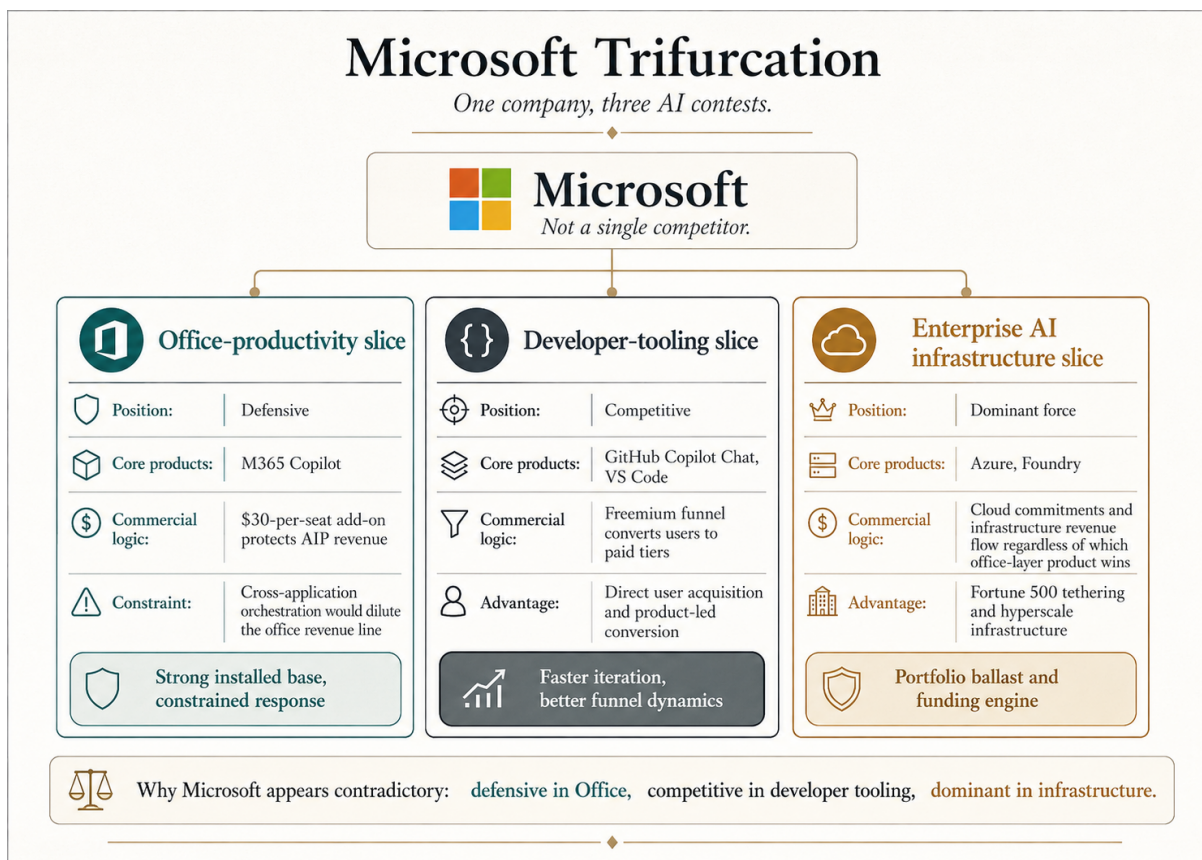 Microsoft Trifurcation
One company, three AI contests.
Microsoft
Not a single competitor.
Office-productivity slice
Position:
Defensive
Core products:
M365 Copilot
Commercial
logic:
$30-per-seat add-on
protects AIP revenue
Constraint:
Cross-application
orchestration would dilute
the office revenue line
Strong installed base,
constrained response
{ }
Developer-tooling slice
Position:
Competitive
Core products:
GitHub Copilot Chat,
VS Code
Commercial
logic:
Freemium funnel
converts users to
paid tiers
Advantage:
Direct user acquisition
and product-led
conversion
Faster iteration,
better funnel dynamics
Enterprise AI
infrastructure slice
Position:
Dominant force
Core products:
Azure, Foundry
Commercial
logic:
Cloud commitments and
infrastructure revenue
flow regardless of which
office-layer product wins
Advantage:
Fortune 500 tethering
and hyperscale
infrastructure
Portfolio ballast and
funding engine
Why Microsoft appears contradictory: defensive in Office, competitive in developer tooling, dominant in infrastructure.